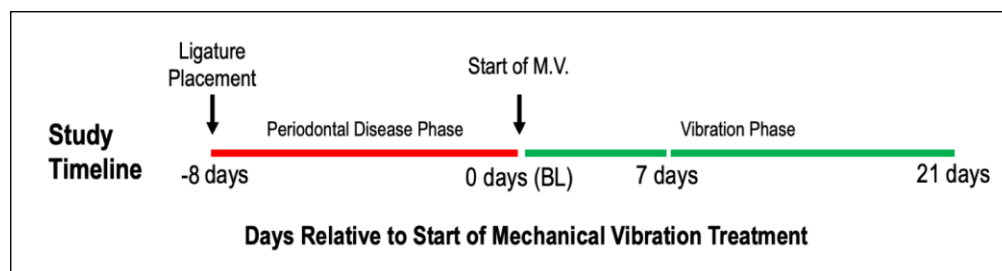 Ligature
Placement
Start of M.V.
Periodontal Disease Phase
Vibration Phase
Study
Timeline
-8 days
0 days (BL)
7 days
21 days
Days Relative to Start of Mechanical Vibration Treatment